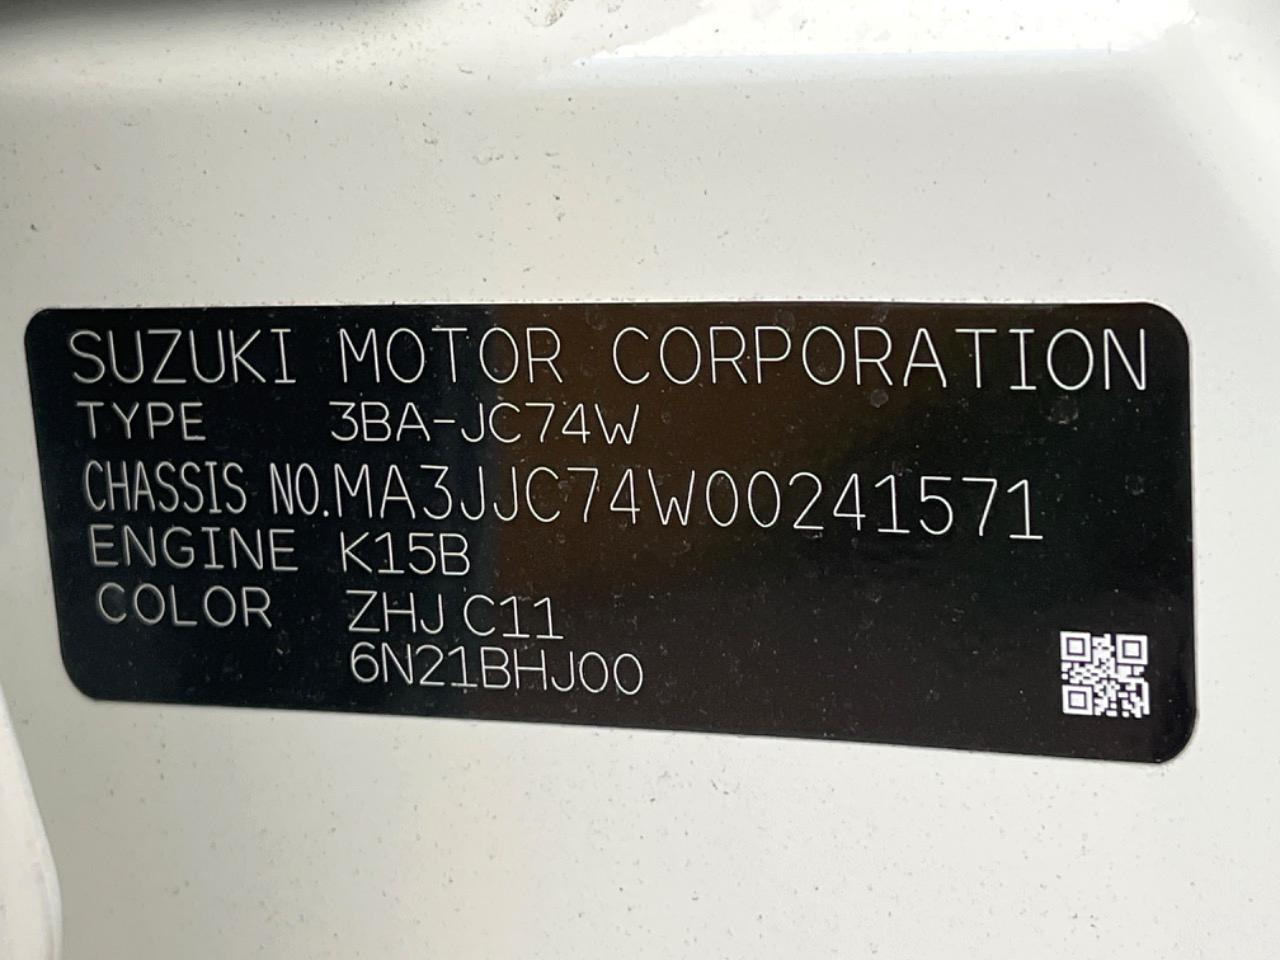 SUZUKI MOTOR CORPORATION
TYPE 3BA-JC74W
CHASSIS NO.MA3JJC74W00241571
ENGINE K15B
COLOR ZHJ C11
6N21BHJ00